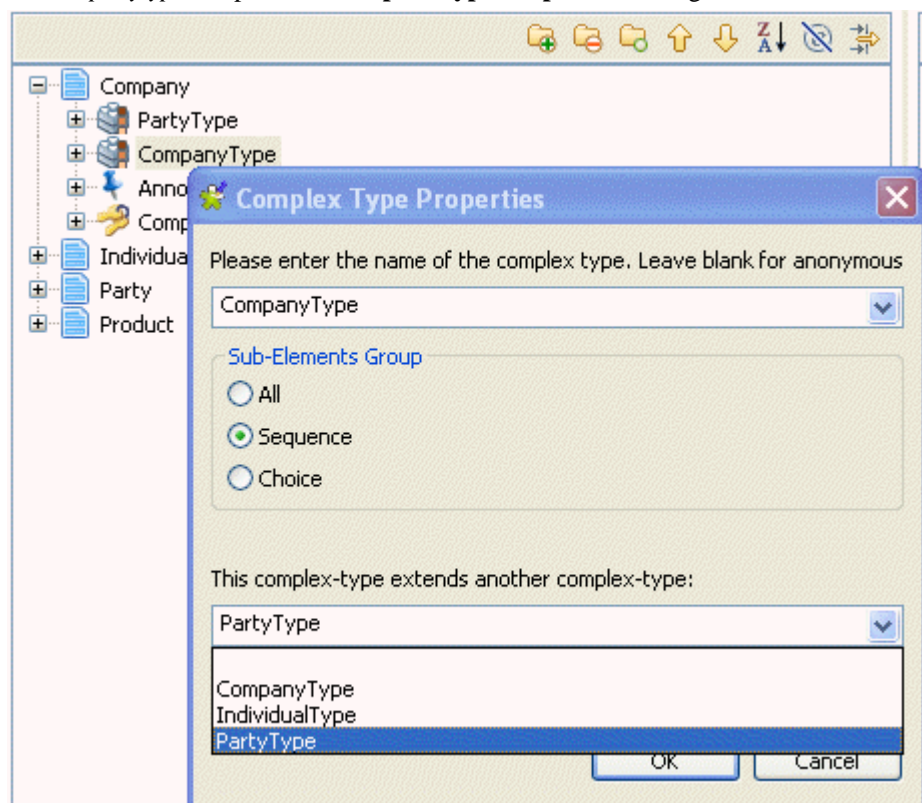 Z
A
Company
PartyType
CompanyType
Anno
Comp
Individua
Party
Product
Complex Type Properties
Please enter the name of the complex type. Leave blank for anonymous
CompanyType
Sub-Elements Group
All
Sequence
Choice
This complex-type extends another complex-type:
PartyType
CompanyType
IndividualType
PartyType
OK Cancel